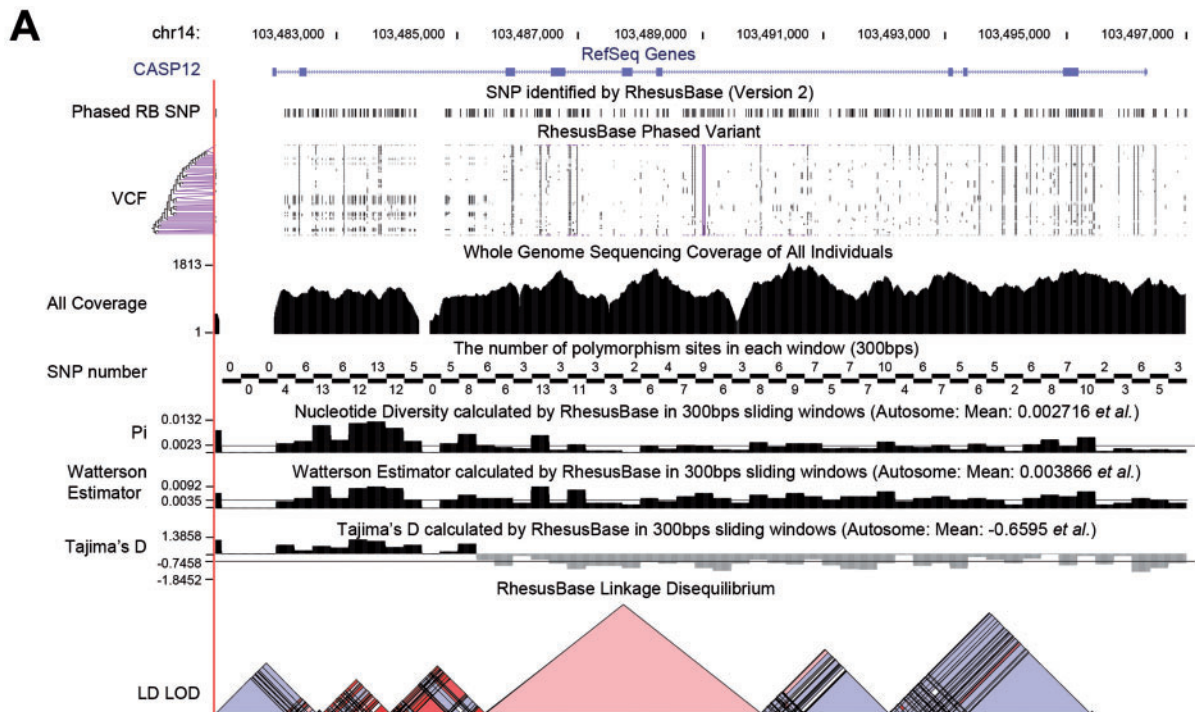 A
chr14: 103,483,000 103,485,000 103,487,000 103,489,000 103,491,000 103,493,000 103,495,000 103,497,000
RefSeq Genes
CASP12
SNP identified by RhesusBase (Version 2)
Phased RB SNP
RhesusBase Phased Variant
VCF
Whole Genome Sequencing Coverage of All Individuals
1813
All Coverage
1
The number of polymorphism sites in each window (300bps)
0 0 6 6 13 5 5 6 3 3 3 2 4 9 3 6 7 7 10 6 5 5 6 7 2 6 3
SNP number
0 4 13 12 12 0 8 3 13 11 3 6 7 6 8 9 5 7 4 7 6 2 8 10 3 5
Nucleotide Diversity calculated by RhesusBase in 300bps sliding windows (Autosome: Mean: 0.002716 et al.)
0.0132
Pi
0.0023
Watterson Estimator calculated by RhesusBase in 300bps sliding windows (Autosome: Mean: 0.003866 et al.)
Watterson
Estimator
0.0092
0.0035
Tajima's D calculated by RhesusBase in 300bps sliding windows (Autosome: Mean: -0.6595 et al.)
1.3858
Tajima's D
-0.7458
-1.8452
RhesusBase Linkage Disequilibrium
LD LOD